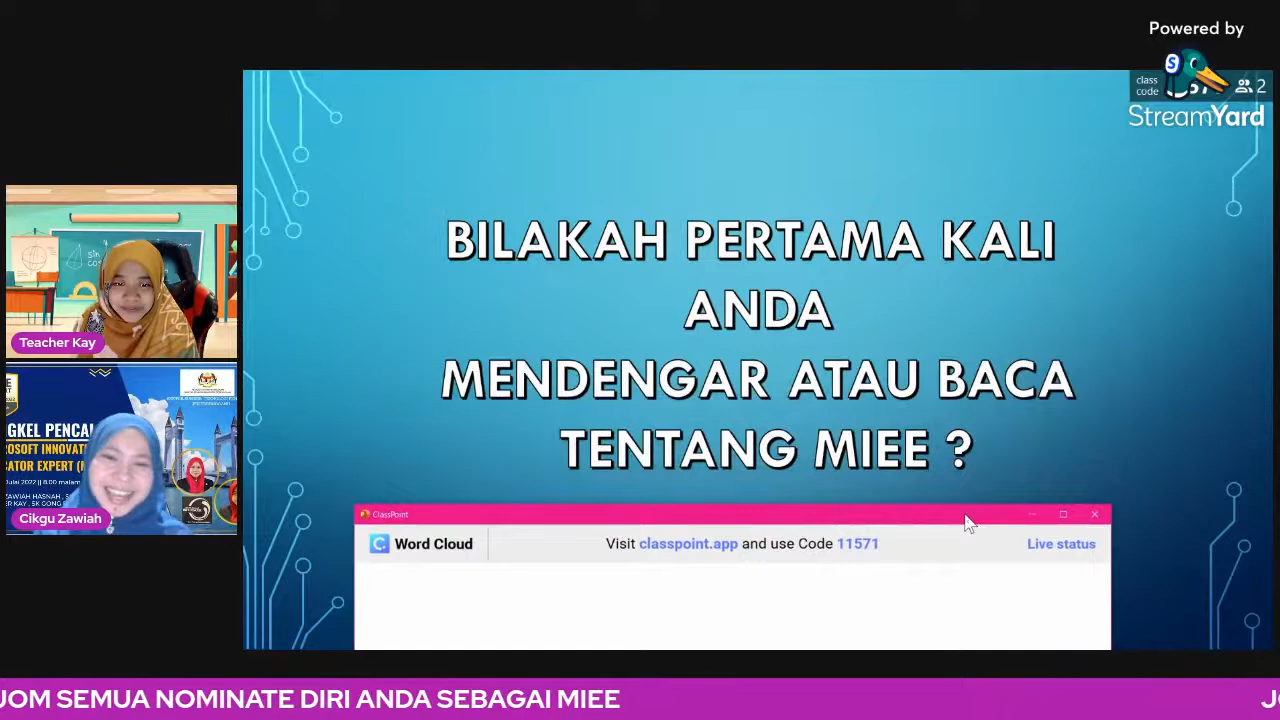 Powered by
class
code
2
StreamYard
BILAKAH PERTAMA KALI
ANDA
MENDENGAR ATAU BACA
TENTANG MIEE ?
Teacher Kay
Cikgu Zawiah
ClassPoint
Word Cloud
Visit classpoint.app and use Code 11571
Live status
JOM SEMUA NOMINATE DIRI ANDA SEBAGAI MIEE